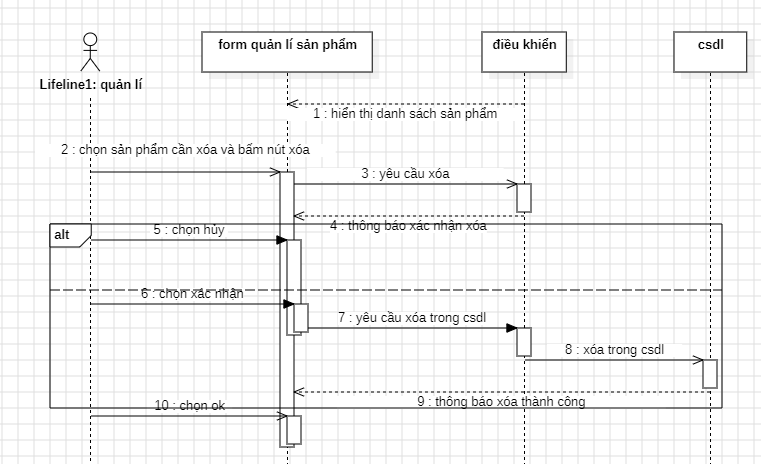 form quản lí sản phẩm
điều khiển
csdl
Lifeline1: quản lí
1 : hiển thị danh sách sản phẩm
2 : chọn sản phẩm cần xóa và bấm nút xóa
3 : yêu cầu xóa
4 : thông báo xác nhận xóa
alt
5 : chọn hủy
6 : chọn xác nhận
7 : yêu cầu xóa trong csdl
8 : xóa trong csdl
9 : thông báo xóa thành công
10 : chọn ok